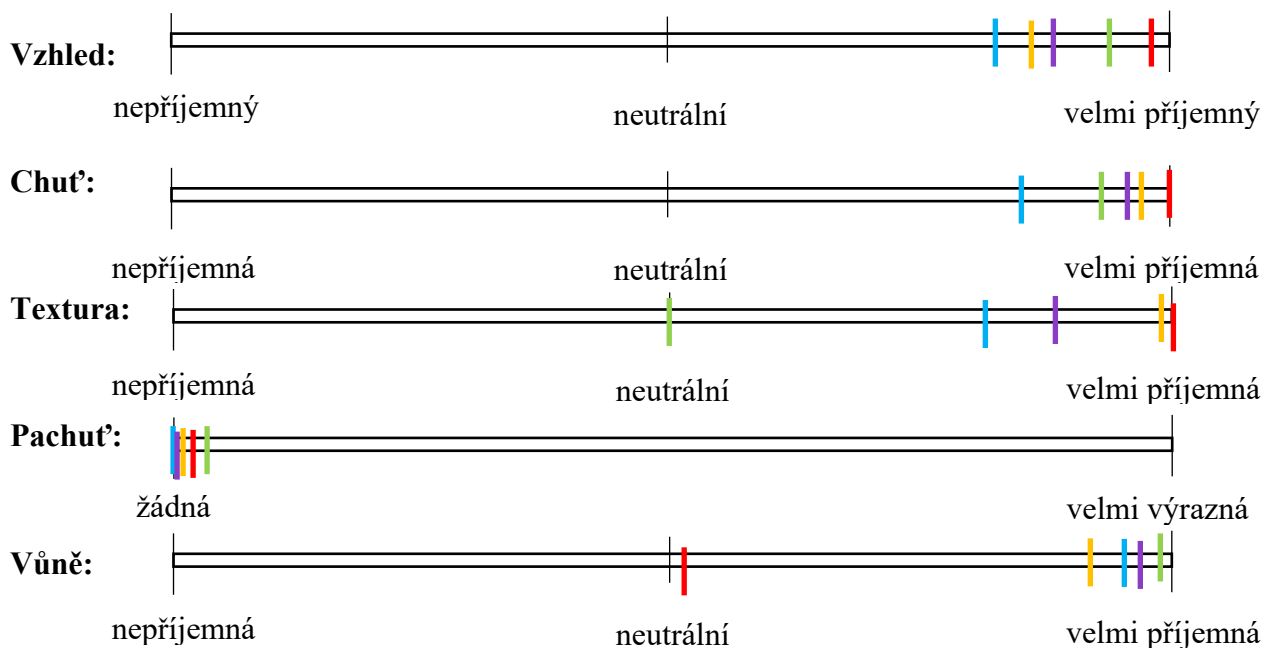 Vzhled:
nepříjemný neutrální velmi příjemný
Chuť:
nepříjemná neutrální velmi příjemná
Textura:
nepříjemná neutrální velmi příjemná
Pachuť:
žádná velmi výrazná
Vůně:
nepříjemná neutrální velmi příjemná